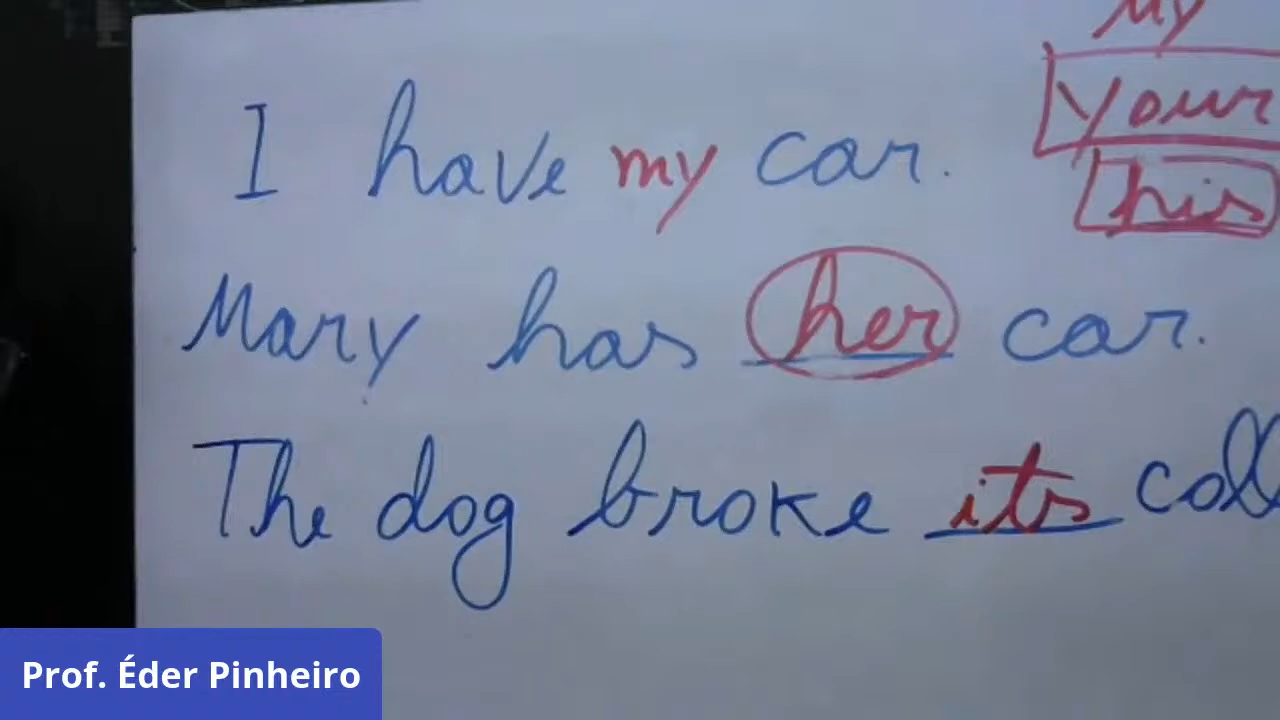 My
your
his
I have my car.
Mary has her car.
The dog broke its
Prof. Éder Pinheiro